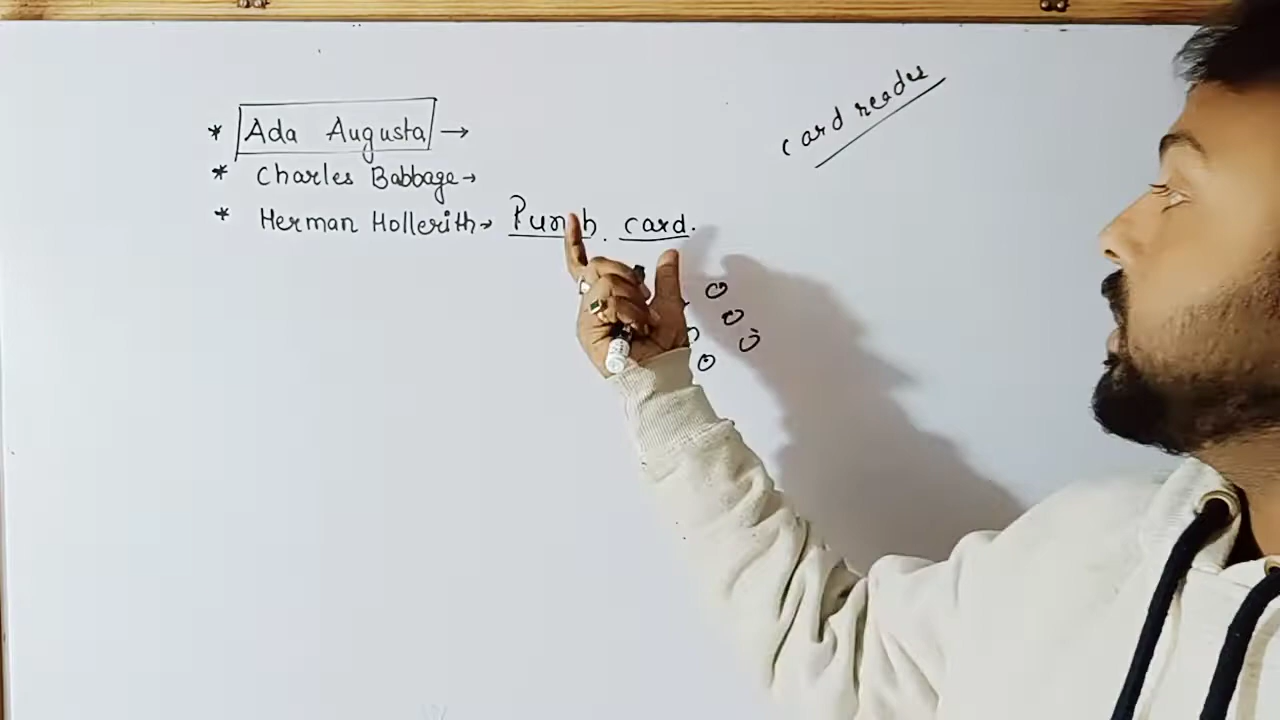 * Ada Augusta →
* Charles Babbage →
* Herman Hollerith → Punch card.
card reader